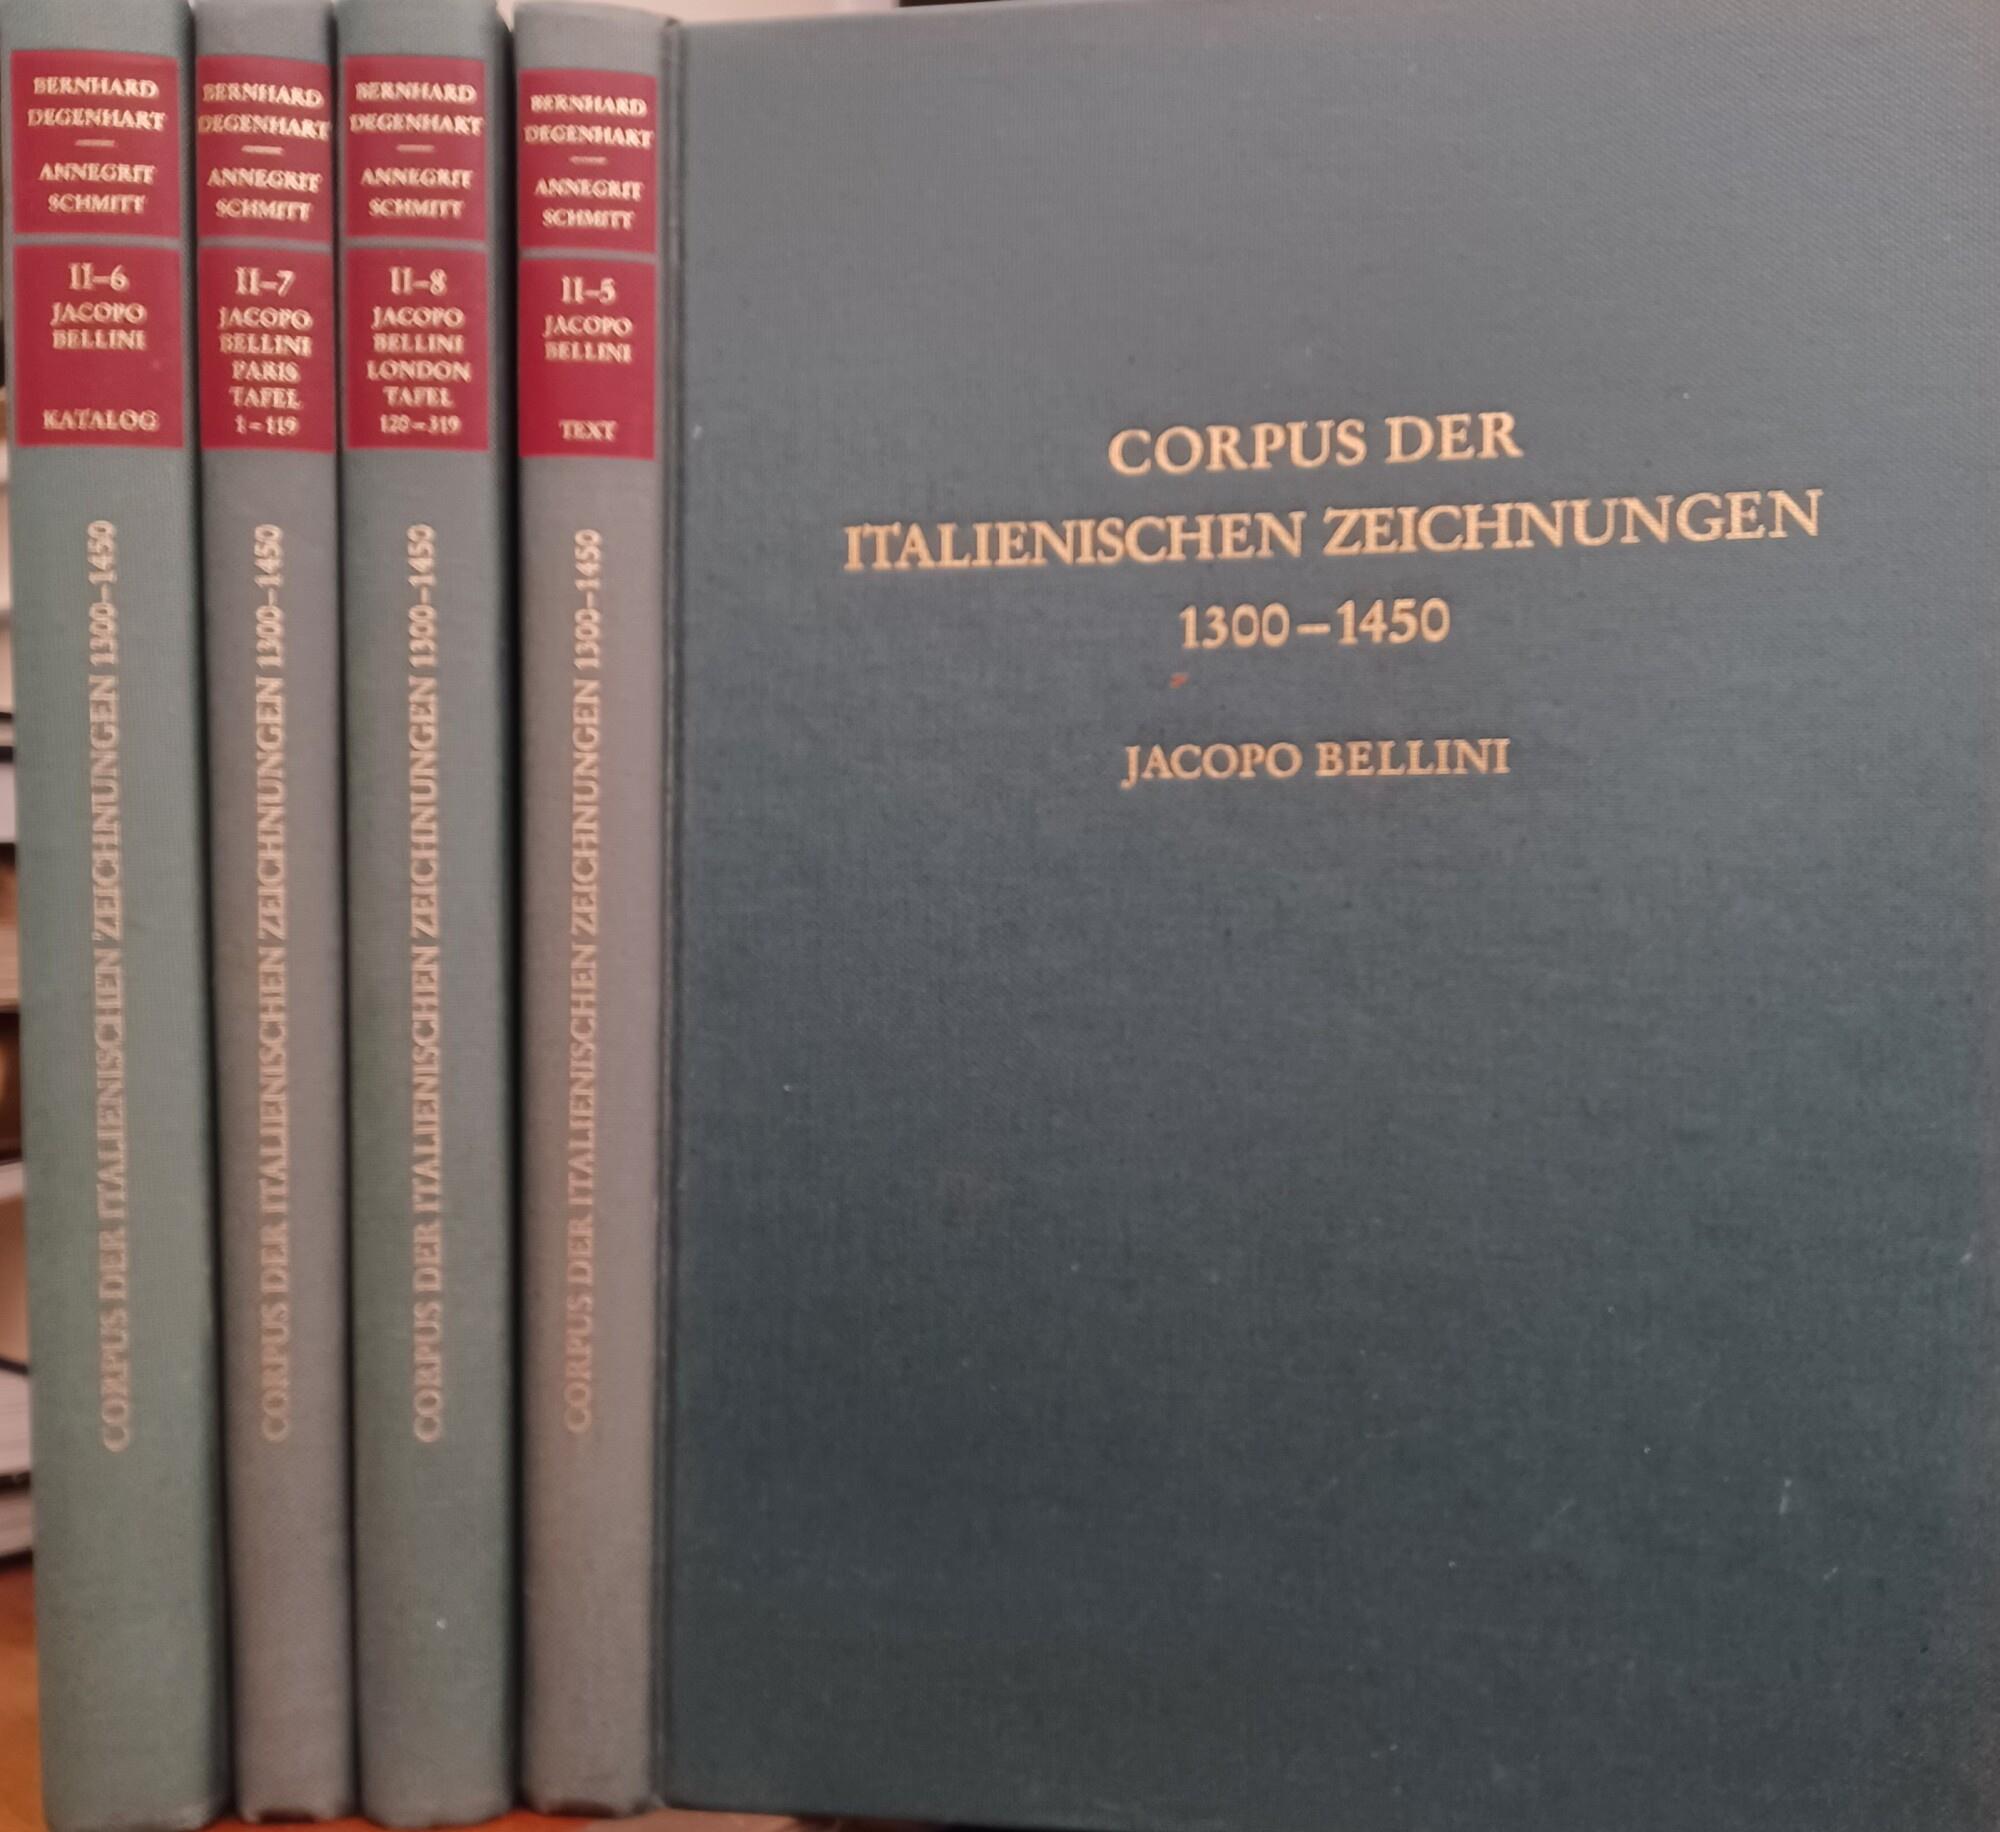 BERNHARD
DEGENHART
ANNEGRIT
SCHMITT
II-6
JACOPO
BELLINI
KATALOG
CORPUS DER ITALIENISCHEN ZEICHNUNGEN 1300-1450
BERNHARD
DEGENHART
ANNEGRIT
SCHMITT
II-7
JACOPO
BELLINI
PARIS
TAFEL
1-119
CORPUS DER ITALIENISCHEN ZEICHNUNGEN 1300-1450
BERNHARD
DEGENHART
ANNEGRIT
SCHMITT
II-8
JACOPO
BELLINI
LONDON
TAFEL
120-319
CORPUS DER ITALIENISCHEN ZEICHNUNGEN 1300-1450
BERNHARD
DEGENHART
ANNEGRIT
SCHMITT
II-5
JACOPO
BELLINI
TEXT
CORPUS DER ITALIENISCHEN ZEICHNUNGEN 1300-1450
CORPUS DER
ITALIENISCHEN ZEICHNUNGEN
1300-1450
JACOPO BELLINI